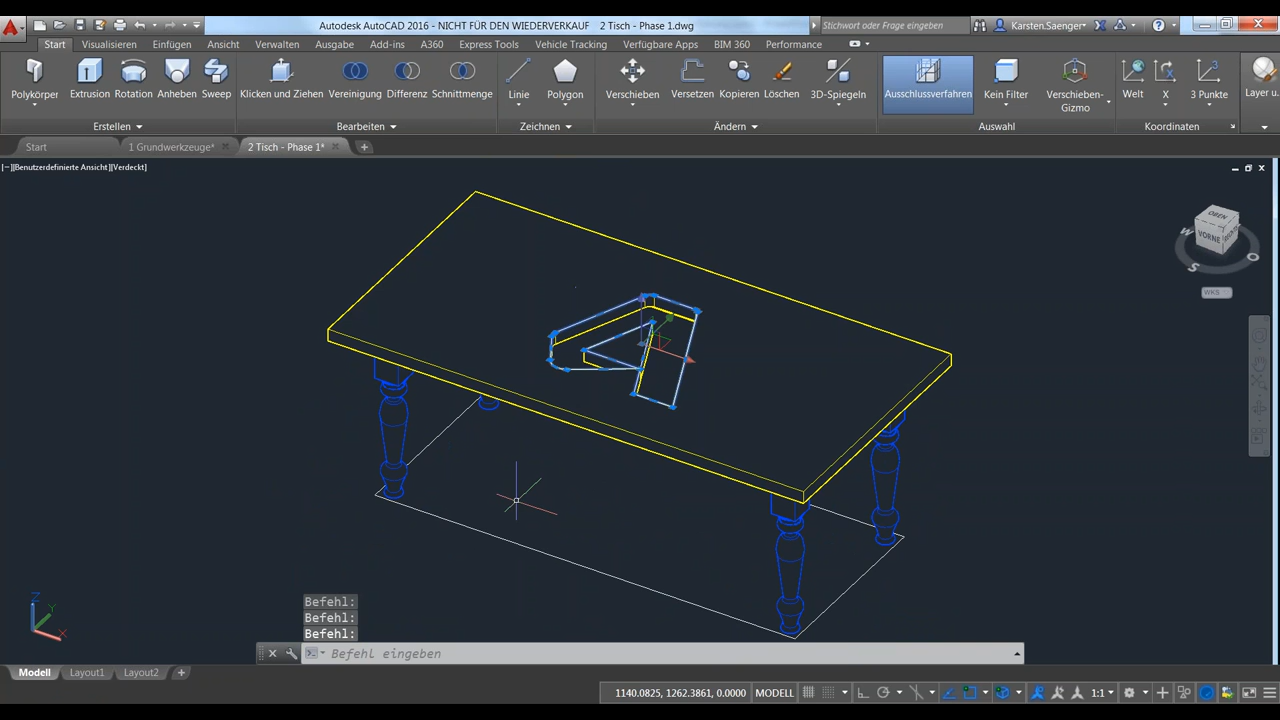 Autodesk AutoCAD 2016 - NICHT FÜR DEN WIEDERVERKAUF 2 Tisch - Phase 1.dwg
Stichwort oder Frage eingeben
Karsten.Saenger
Start Visualisieren Einfügen Ansicht Verwalten Ausgabe Add-ins A360 Express Tools Vehicle Tracking Verfügbare Apps BIM 360 Performance
Polykörper Extrusion Rotation Anheben Sweep Klicken und Ziehen Vereinigung Differenz Schnittmenge Linie Polygon Verschieben Versetzen Kopieren Löschen 3D-Spiegeln Ausschlussverfahren Kein Filter Verschieben-Gizmo Welt X 3 Punkte Layer u.
Erstellen Bearbeiten Zeichnen Ändern Auswahl Koordinaten
Start 1 Grundwerkzeuge* 2 Tisch - Phase 1*
[−][Benutzerdefinierte Ansicht][Verdeckt]
OBEN
VORNE
W
S
O
WKS
Z
Y
X
Befehl:
Befehl:
Befehl:
Befehl eingeben
Modell Layout1 Layout2
1140.0825, 1262.3861, 0.0000 MODELL 1:1